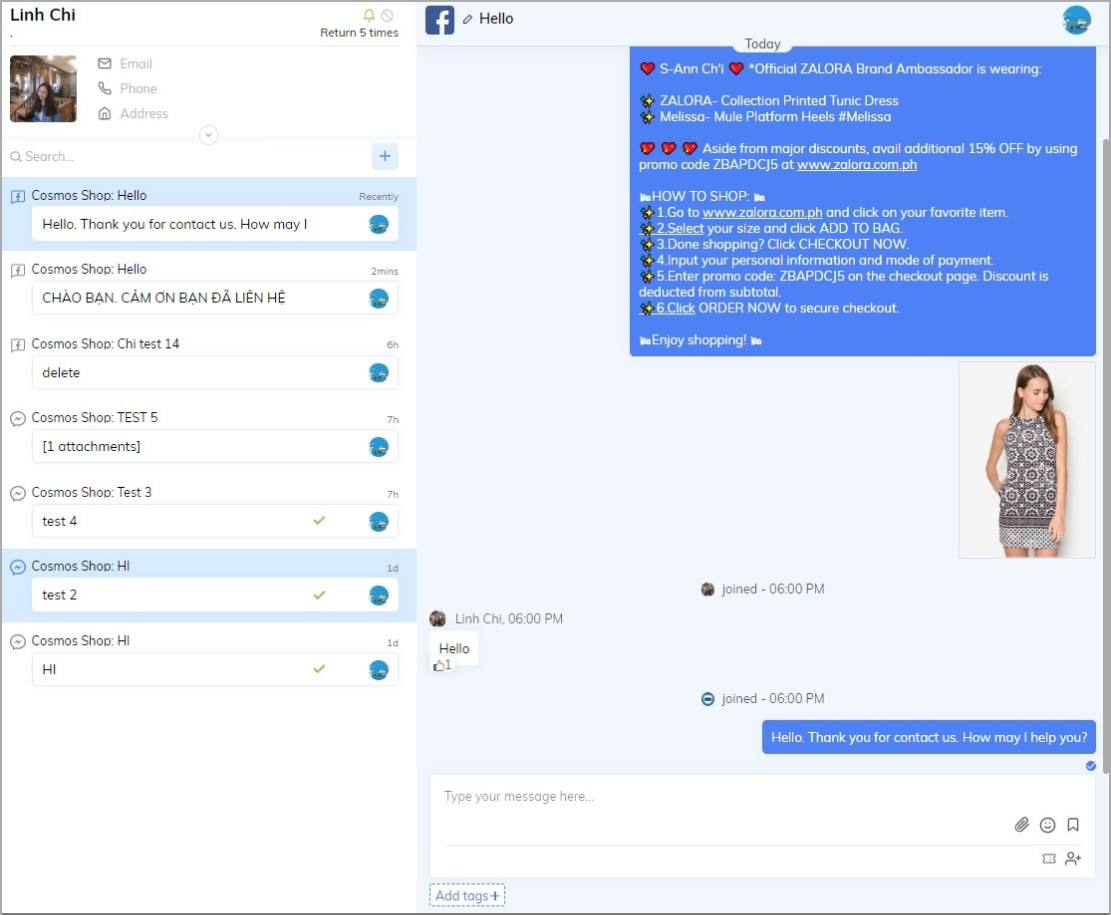 Linh Chi
.
Return 5 times
Email
Phone
Address
Search...
Cosmos Shop: Hello
Recently
Hello. Thank you for contact us. How may I
Cosmos Shop: Hello
2mins
CHÀO BẠN. CẢM ƠN BẠN ĐÃ LIÊN HỆ
Cosmos Shop: Chi test 14
6h
delete
Cosmos Shop: TEST 5
7h
[1 attachments]
Cosmos Shop: Test 3
7h
test 4
Cosmos Shop: HI
1d
test 2
Cosmos Shop: HI
1d
HI
Hello
Today
S-Ann Ch'i *Official ZALORA Brand Ambassador is wearing:
ZALORA- Collection Printed Tunic Dress
Melissa- Mule Platform Heels #Melissa
Aside from major discounts, avail additional 15% OFF by using
promo code ZBAPDCJ5 at www.zalora.com.ph
HOW TO SHOP:
1.Go to www.zalora.com.ph and click on your favorite item.
2.Select your size and click ADD TO BAG.
3.Done shopping? Click CHECKOUT NOW.
4.Input your personal information and mode of payment.
5.Enter promo code: ZBAPDCJ5 on the checkout page. Discount is
deducted from subtotal.
6.Click ORDER NOW to secure checkout.
Enjoy shopping!
joined - 06:00 PM
Linh Chi, 06:00 PM
Hello
1
joined - 06:00 PM
Hello. Thank you for contact us. How may I help you?
Type your message here...
Add tags+